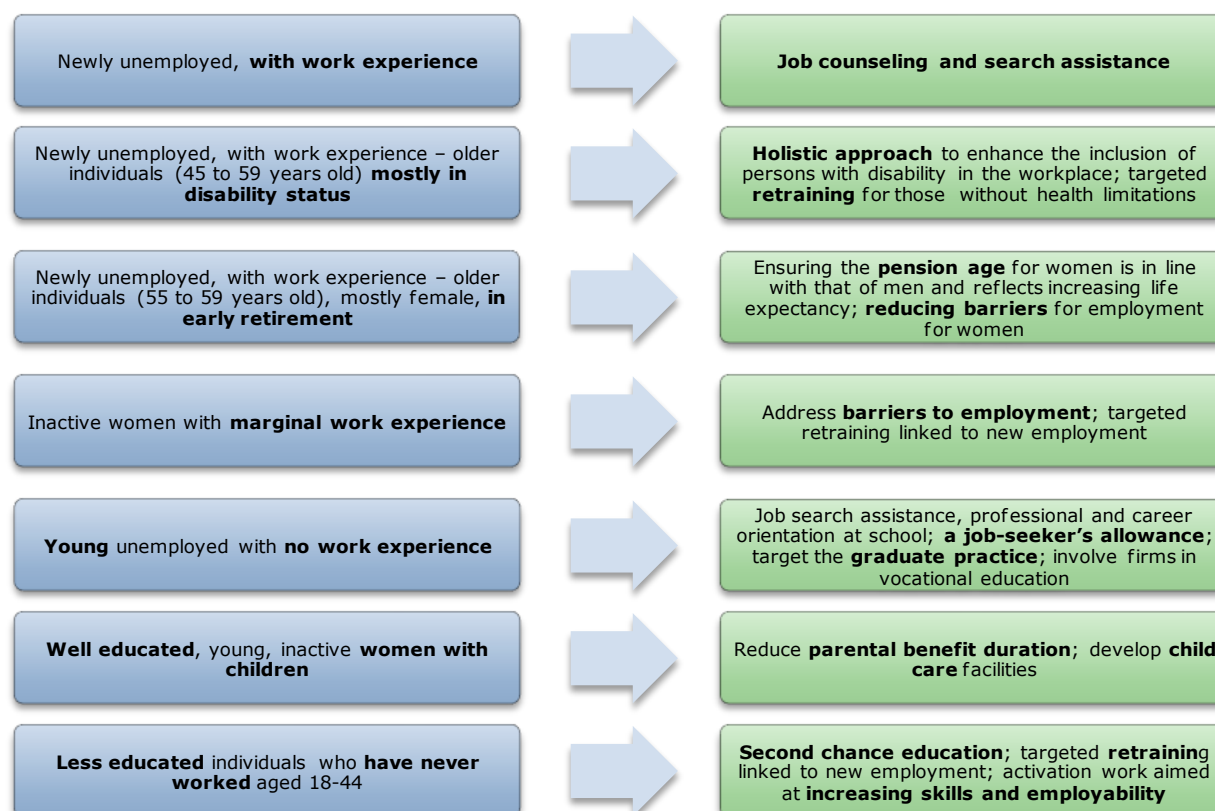 Newly unemployed, with work experience
Job counseling and search assistance
Newly unemployed, with work experience – older
individuals (45 to 59 years old) mostly in
disability status
Holistic approach to enhance the inclusion of
persons with disability in the workplace; targeted
retraining for those without health limitations
Newly unemployed, with work experience – older
individuals (55 to 59 years old), mostly female, in
early retirement
Ensuring the pension age for women is in line
with that of men and reflects increasing life
expectancy; reducing barriers for employment
for women
Inactive women with marginal work experience
Address barriers to employment; targeted
retraining linked to new employment
Young unemployed with no work experience
Job search assistance, professional and career
orientation at school; a job-seeker's allowance;
target the graduate practice; involve firms in
vocational education
Well educated, young, inactive women with
children
Reduce parental benefit duration; develop child
care facilities
Less educated individuals who have never
worked aged 18-44
Second chance education; targeted retraining
linked to new employment; activation work aimed
at increasing skills and employability